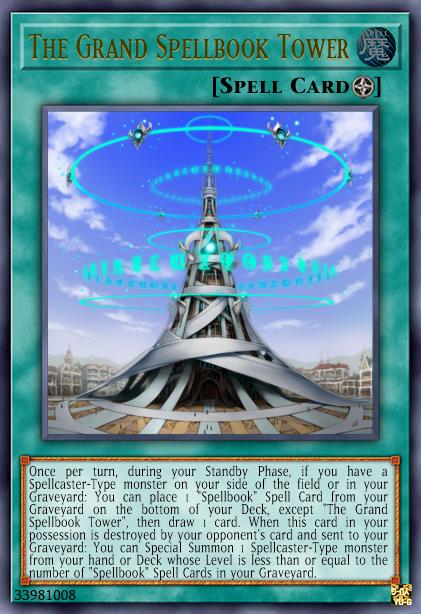 THE GRAND SPELLBOOK TOWER
魔
[SPELL CARD]
Once per turn, during your Standby Phase, if you have a
Spellcaster-Type monster on your side of the field or in your
Graveyard: You can place 1 "Spellbook" Spell Card from your
Graveyard on the bottom of your Deck, except "The Grand
Spellbook Tower", then draw 1 card. When this card in your
possession is destroyed by your opponent's card and sent to your
Graveyard: You can Special Summon 1 Spellcaster-Type monster
from your hand or Deck whose Level is less than or equal to the
number of "Spellbook" Spell Cards in your Graveyard.
33981008